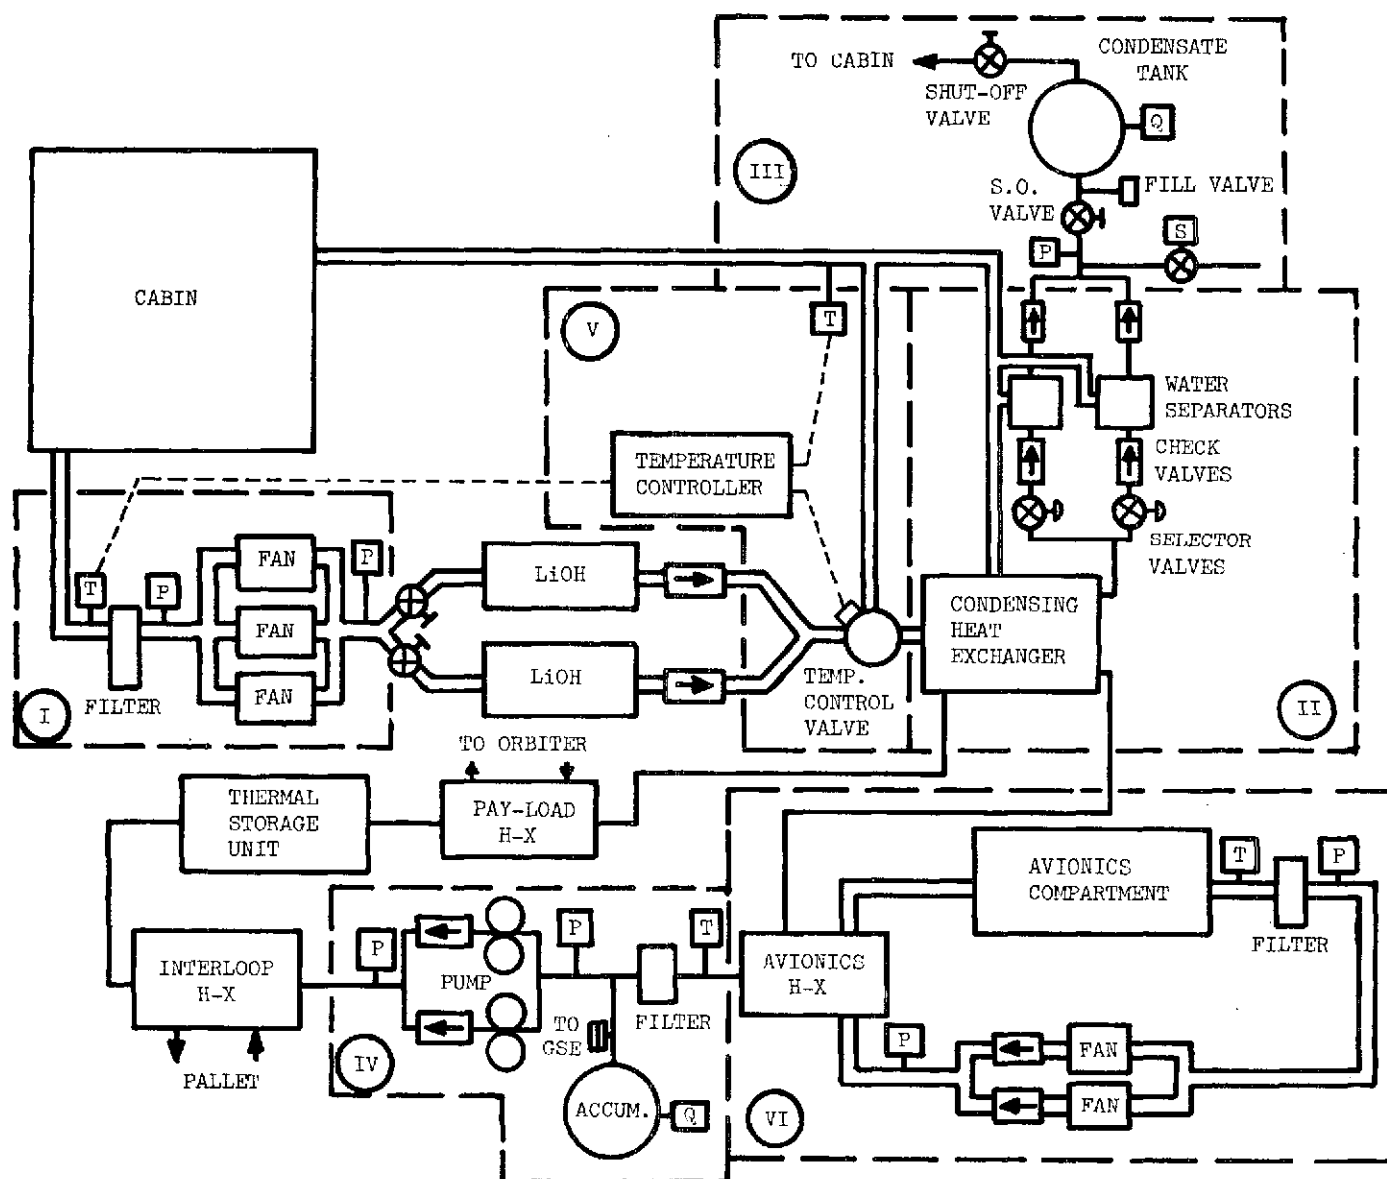 CONDENSATE
TANK
TO CABIN
SHUT-OFF
VALVE
Q
III
S.O.
VALVE
FILL VALVE
P
S
CABIN
V
T
WATER
SEPARATORS
TEMPERATURE
CONTROLLER
CHECK
VALVES
SELECTOR
VALVES
FAN
P
T
P
LiOH
FAN
CONDENSING
HEAT
EXCHANGER
FAN
LiOH
TEMP.
CONTROL
VALVE
I
FILTER
II
TO ORBITER
THERMAL
STORAGE
UNIT
PAY-LOAD
H-X
AVIONICS
COMPARTMENT
T
P
FILTER
INTERLOOP
H-X
P
PUMP
P
T
AVIONICS
H-X
FILTER
TO
GSE
PALLET
IV
ACCUM.
Q
P
FAN
FAN
VI